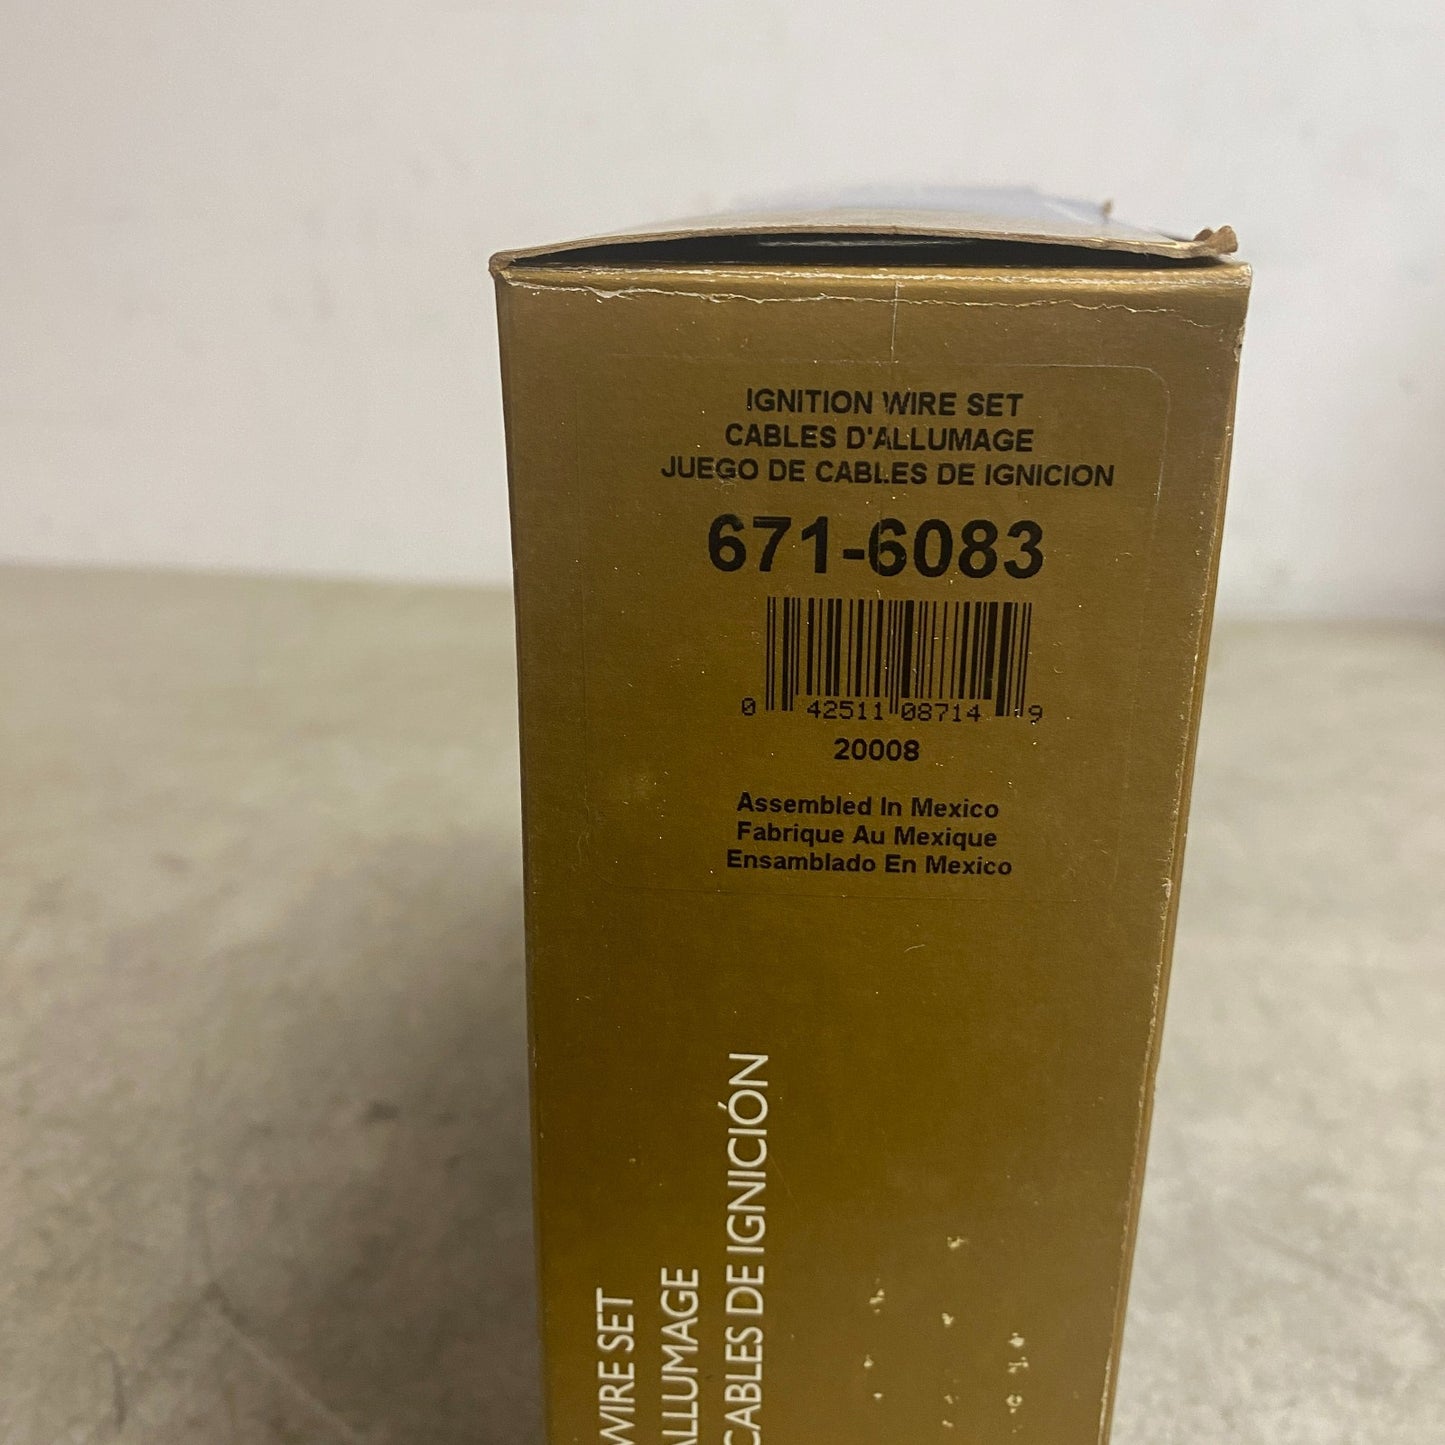 IGNITION WIRE SET
CABLES D'ALLUMAGE
JUEGO DE CABLES DE IGNICION
671-6083
0 42511 08714 9
20008
Assembled In Mexico
Fabrique Au Mexique
Ensamblado En Mexico
WIRE SET
ALLUMAGE
CABLES DE IGNICIÓN